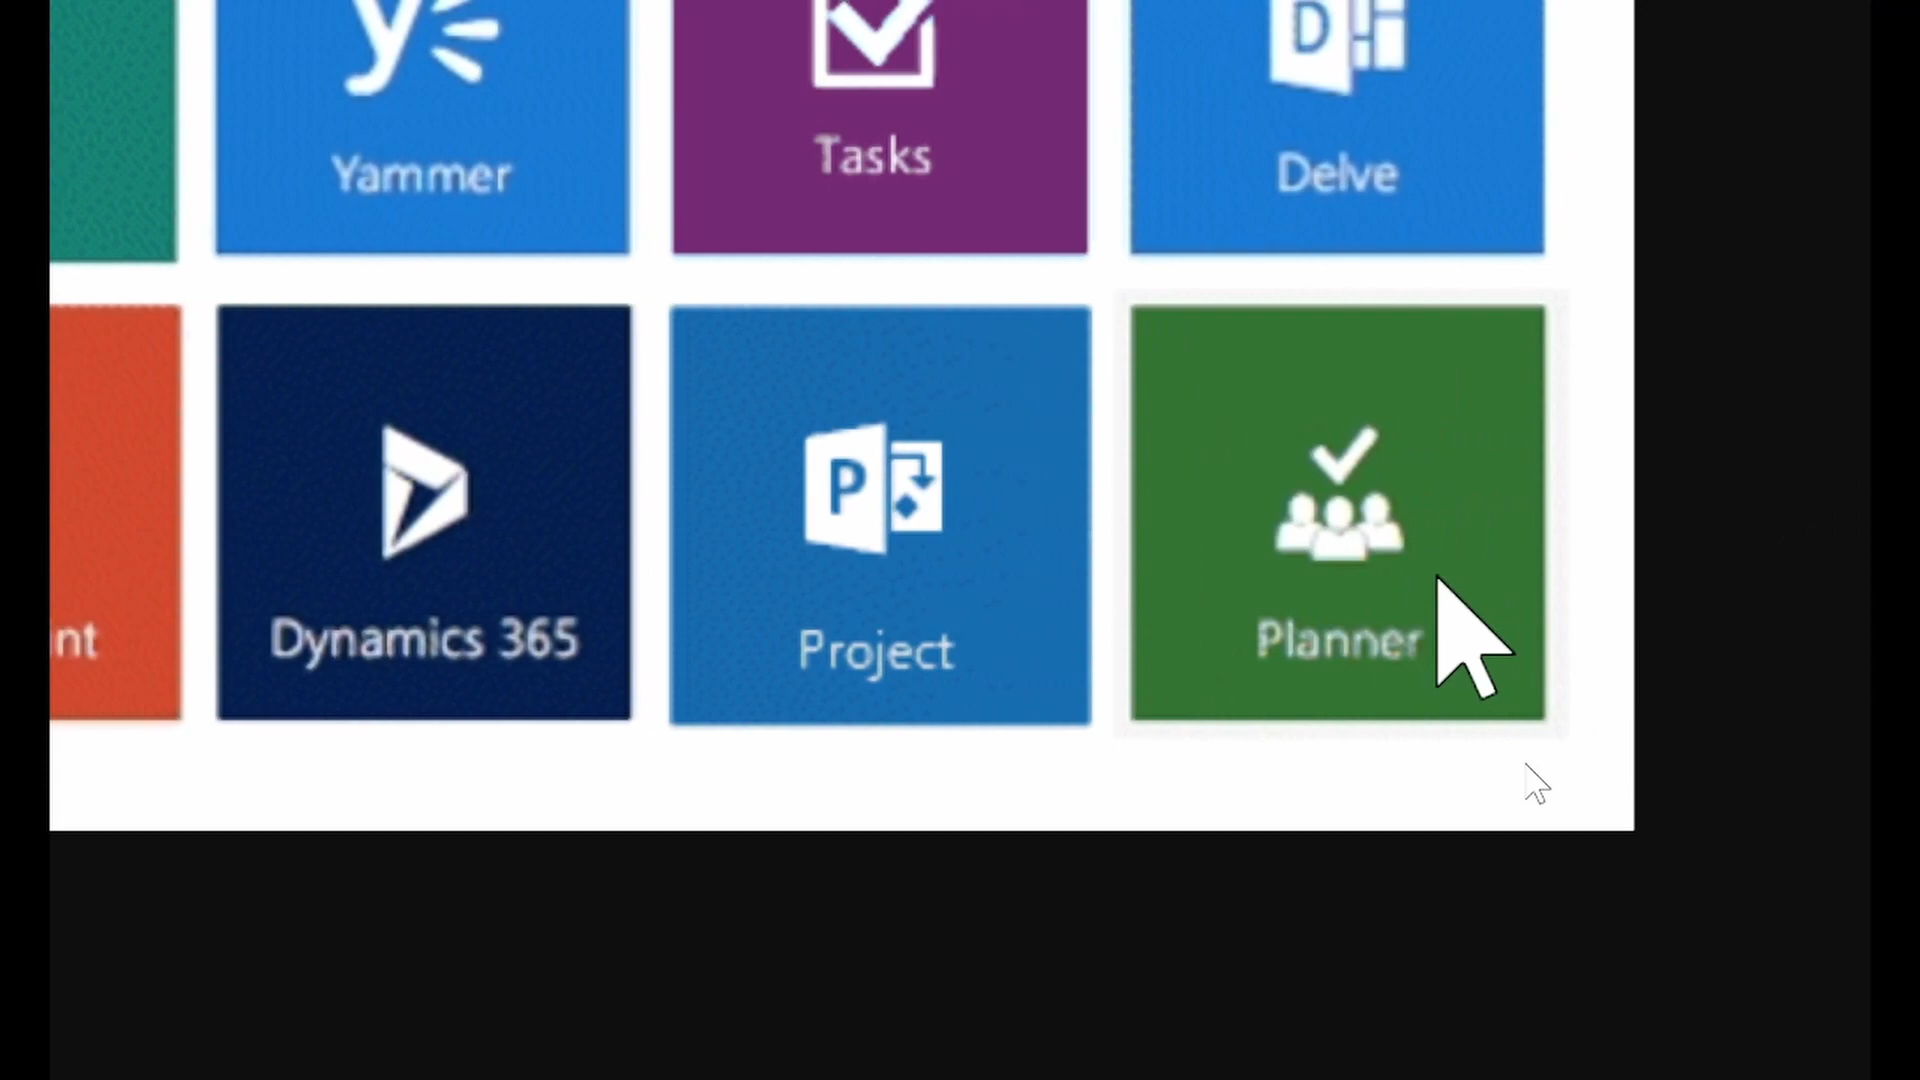 Yammer
Tasks
D
Delve
nt
Dynamics 365
P
Project
Planner